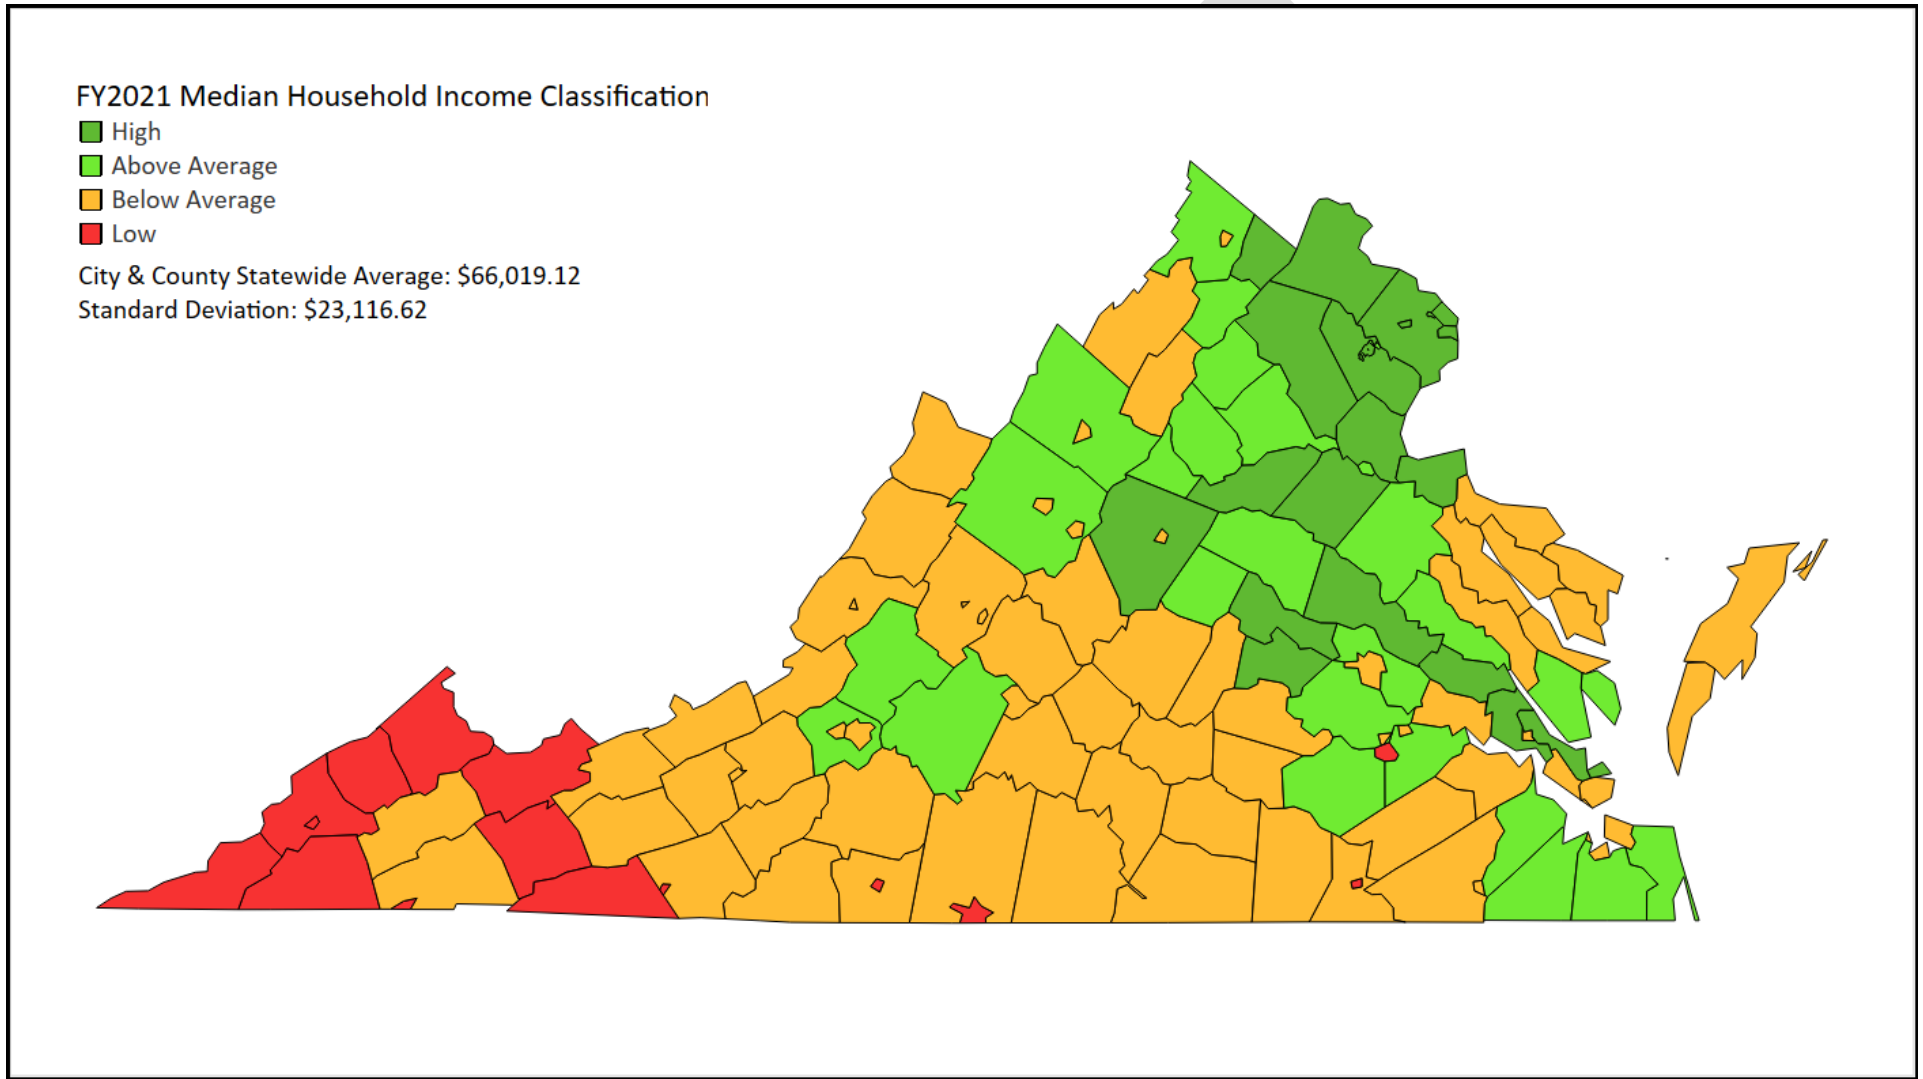 FY2021 Median Household Income Classification
High
Above Average
Below Average
Low
City & County Statewide Average: $66,019.12
Standard Deviation: $23,116.62